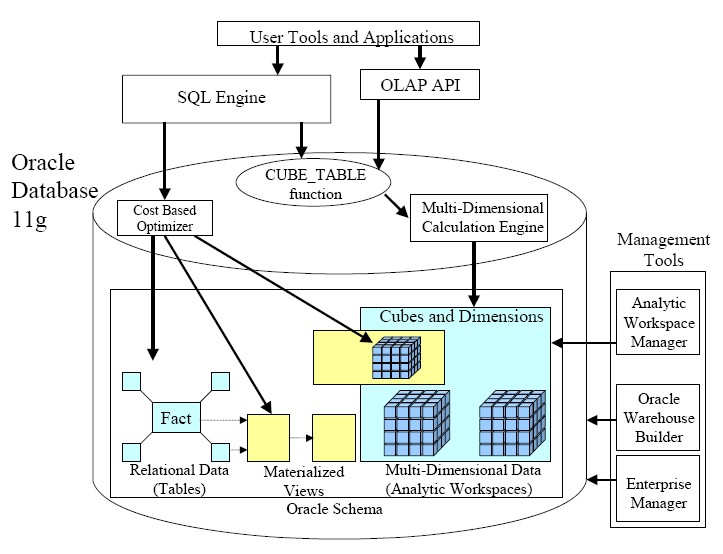 User Tools and Applications
SQL Engine
OLAP API
Oracle
Database
11g
CUBE_TABLE
function
Cost Based
Optimizer
Multi-Dimensional
Calculation Engine
Management
Tools
Cubes and Dimensions
Analytic
Workspace
Manager
Oracle
Warehouse
Builder
Enterprise
Manager
Fact
Relational Data
(Tables)
Materialized
Views
Multi-Dimensional Data
(Analytic Workspaces)
Oracle Schema